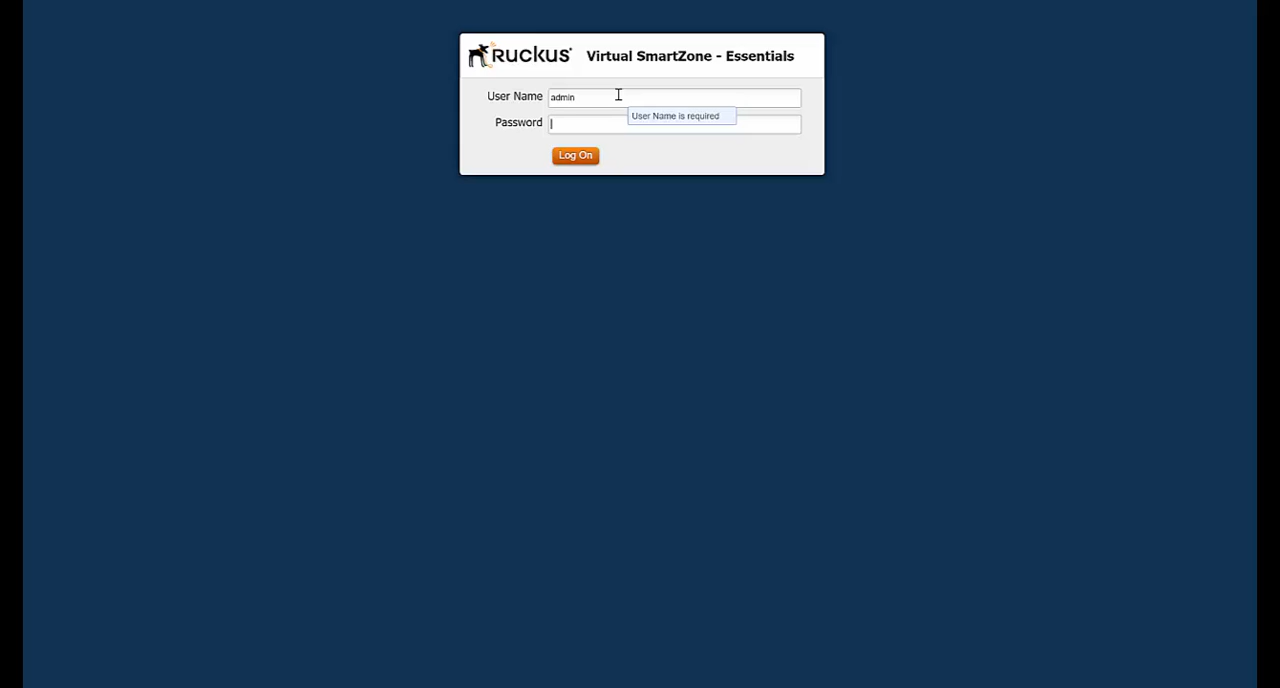 RUCKUS Virtual SmartZone - Essentials
User Name admin
User Name is required
Password
Log On